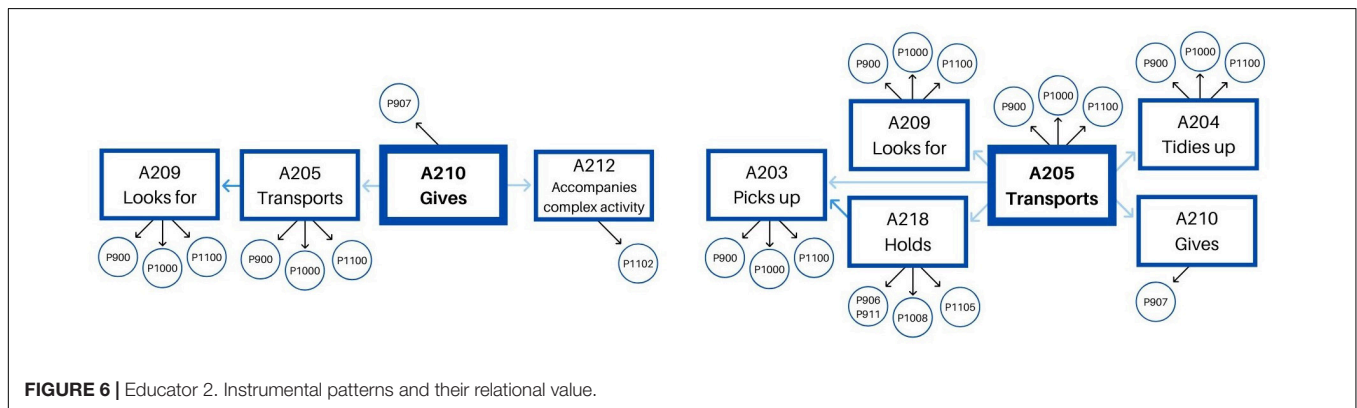 P907
A209
Looks for
P900
P1000
P1100
A205
Transports
P900
P1000
P1100
A210
Gives
A212
Accompanies
complex activity
P1102
P900
P1000
P1100
A209
Looks for
P900
P1000
P1100
A205
Transports
P900
P1000
P1100
A204
Tidies up
A203
Picks up
P900
P1000
P1100
A218
Holds
P906
P911
P1008
P1105
A210
Gives
P907
FIGURE 6 | Educator 2. Instrumental patterns and their relational value.